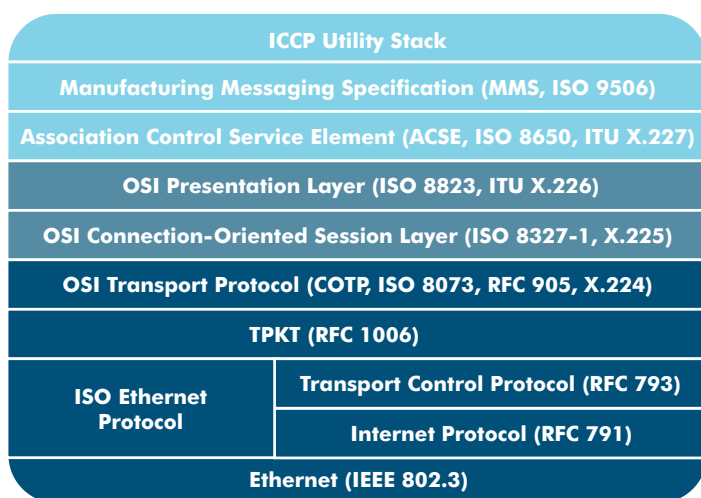 ICCP Utility Stack
Manufacturing Messaging Specification (MMS, ISO 9506)
Association Control Service Element (ACSE, ISO 8650, ITU X.227)
OSI Presentation Layer (ISO 8823, ITU X.226)
OSI Connection-Oriented Session Layer (ISO 8327-1, X.225)
OSI Transport Protocol (COTP, ISO 8073, RFC 905, X.224)
TPKT (RFC 1006)
ISO Ethernet
Protocol
Transport Control Protocol (RFC 793)
Internet Protocol (RFC 791)
Ethernet (IEEE 802.3)